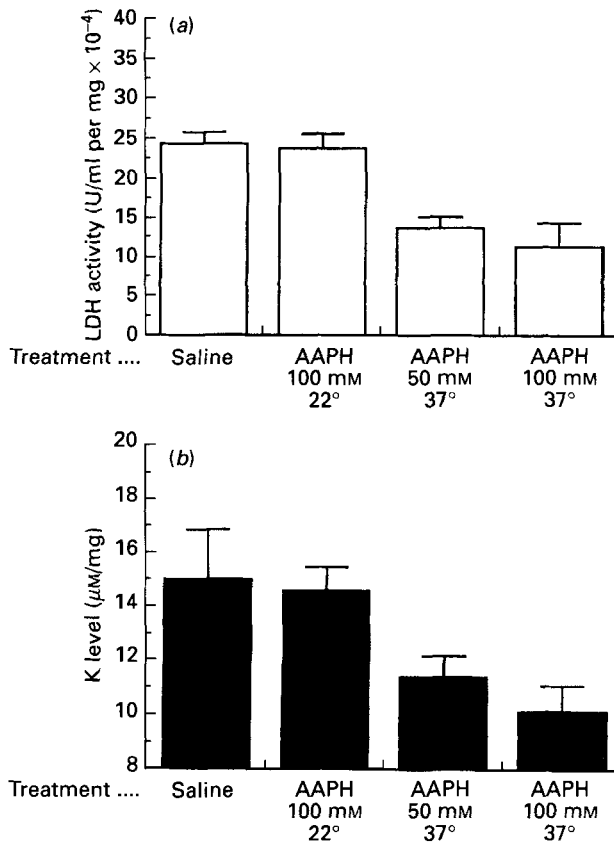 (a)
LDH activity (U/ml per mg × 10⁻⁴)
40
35
30
25
20
15
10
5
0
Treatment .... Saline AAPH AAPH AAPH
100 mM 50 mM 100 mM
22° 37° 37°
(b)
K level (μM/mg)
20
18
16
14
12
10
8
Treatment .... Saline AAPH AAPH AAPH
100 mM 50 mM 100 mM
22° 37° 37°